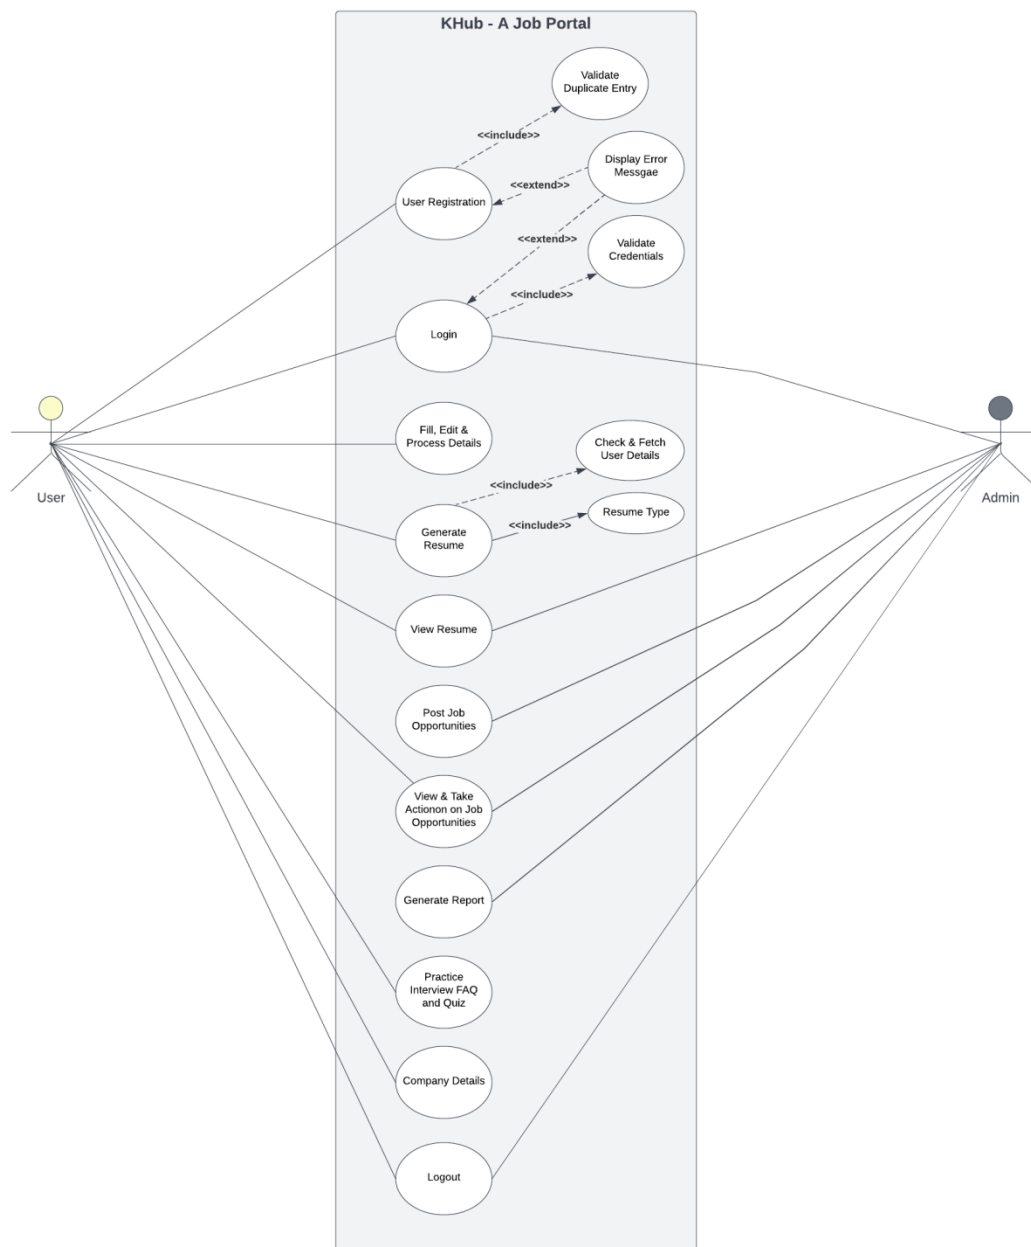 KHub - A Job Portal
Validate
Duplicate Entry
<<include>>
Display Error
Messgae
<<extend>>
User Registration
<<extend>>
Validate
Credentials
<<include>>
Login
Fill, Edit &
Process Details
Check & Fetch
User Details
<<include>>
User
Admin
Resume Type
<<include>>
Generate
Resume
View Resume
Post Job
Opportunities
View & Take
Actionon on Job
Opportunities
Generate Report
Practice
Interview FAQ
and Quiz
Company Details
Logout